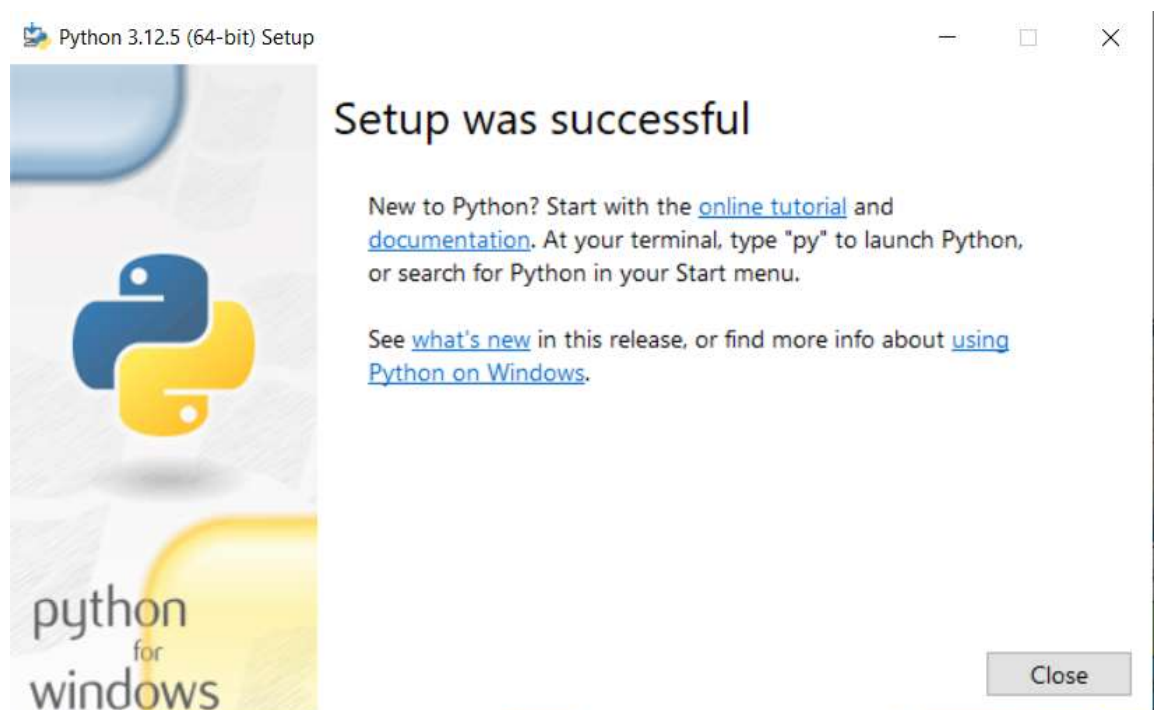 Python 3.12.5 (64-bit) Setup
Setup was successful
New to Python? Start with the online tutorial and
documentation. At your terminal, type "py" to launch Python,
or search for Python in your Start menu.
See what's new in this release, or find more info about using
Python on Windows.
python
for
windows
Close